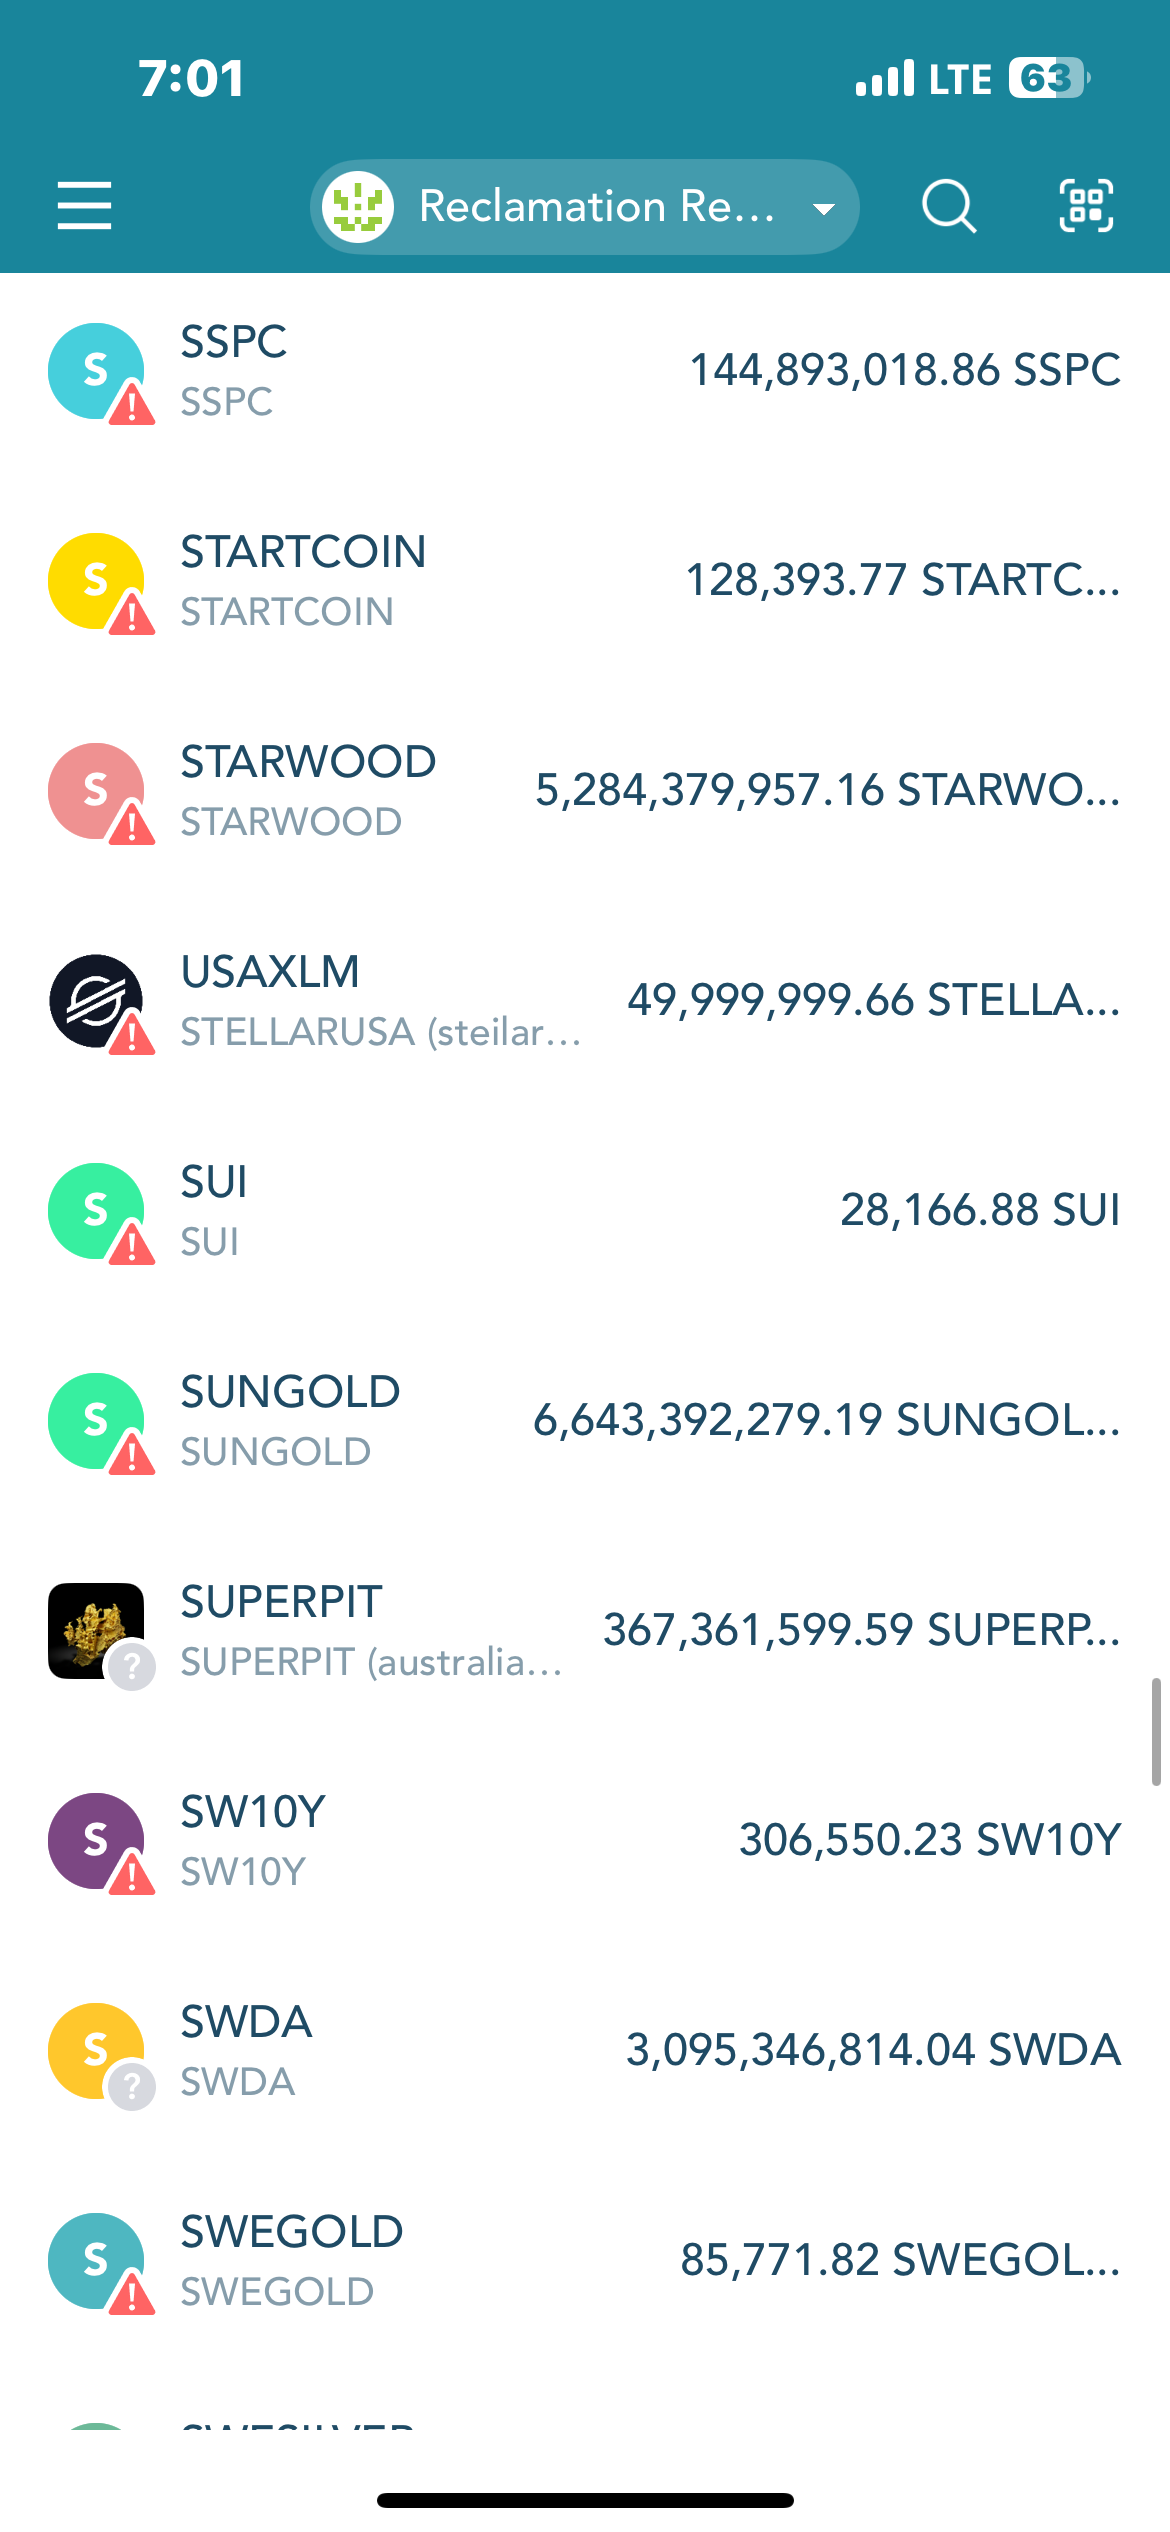 7:01 LTE 63
Reclamation Re...
S SSPC
SSPC
144,893,018.86 SSPC
S STARTCOIN
STARTCOIN
128,393.77 STARTC...
S STARWOOD
STARWOOD
5,284,379,957.16 STARWO...
USAXLM
STELLARUSA (steilar...
49,999,999.66 STELLA...
S SUI
SUI
28,166.88 SUI
S SUNGOLD
SUNGOLD
6,643,392,279.19 SUNGOL...
SUPERPIT
SUPERPIT (australia...
367,361,599.59 SUPERP...
S SW10Y
SW10Y
306,550.23 SW10Y
S SWDA
SWDA
3,095,346,814.04 SWDA
S SWEGOLD
SWEGOLD
85,771.82 SWEGOL...